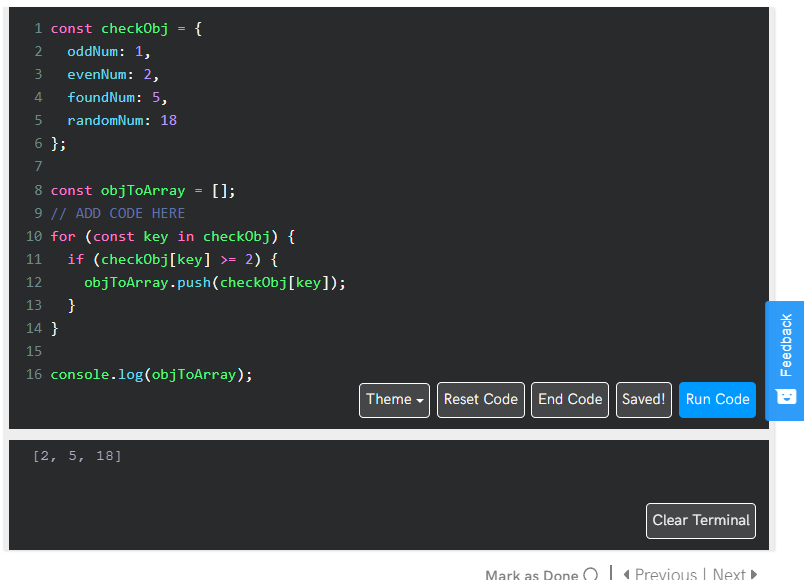 1 const checkObj = {
2   oddNum: 1,
3   evenNum: 2,
4   foundNum: 5,
5   randomNum: 18
6 };
7
8 const objToArray = [];
9 // ADD CODE HERE
10 for (const key in checkObj) {
11   if (checkObj[key] >= 2) {
12     objToArray.push(checkObj[key]);
13   }
14 }
15
16 console.log(objToArray);
Feedback
Theme Reset Code End Code Saved! Run Code
[2, 5, 18]
Clear Terminal
Mark as Done | Previous | Next